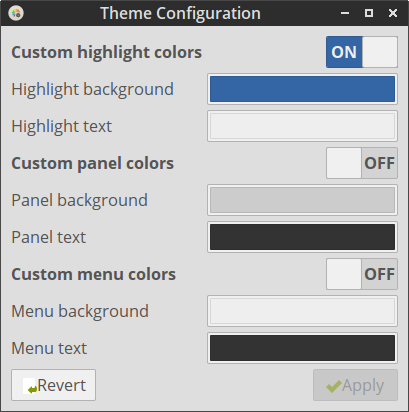 Theme Configuration
Custom highlight colors ON
Highlight background
Highlight text
Custom panel colors OFF
Panel background
Panel text
Custom menu colors OFF
Menu background
Menu text
Revert Apply